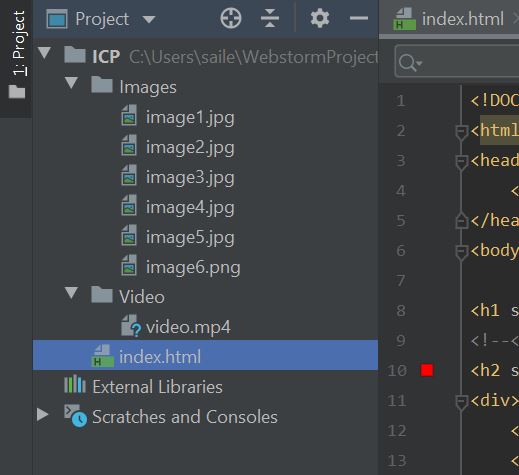 1: Project
Project
index.html
ICP C:\Users\saile\WebstormProject
Images
image1.jpg
image2.jpg
image3.jpg
image4.jpg
image5.jpg
image6.png
Video
video.mp4
index.html
External Libraries
Scratches and Consoles
1 <!DOC
2 <html
3 <head
4 <
5 </hea
6 <body
7
8 <h1 s
9 <!--<
10 <h2 s
11 <div>
12 <
13 <